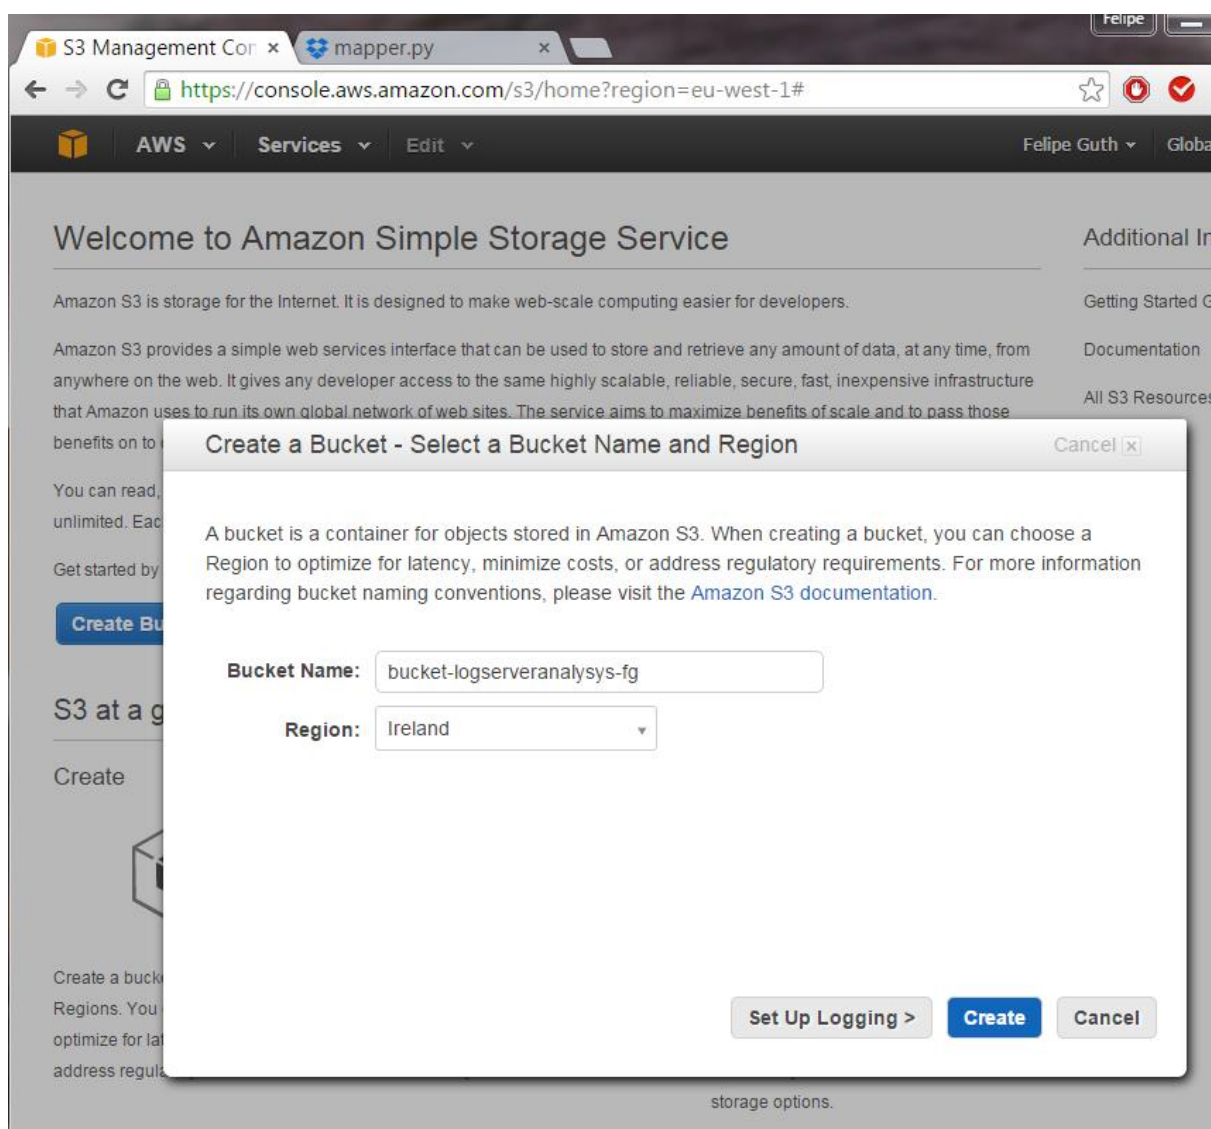 Felipe
S3 Management Con
mapper.py
https://console.aws.amazon.com/s3/home?region=eu-west-1#
AWS Services Edit Felipe Guth Globa
Welcome to Amazon Simple Storage Service
Additional In
Amazon S3 is storage for the Internet. It is designed to make web-scale computing easier for developers.
Getting Started G
Amazon S3 provides a simple web services interface that can be used to store and retrieve any amount of data, at any time, from
Documentation
anywhere on the web. It gives any developer access to the same highly scalable, reliable, secure, fast, inexpensive infrastructure
All S3 Resources
that Amazon uses to run its own global network of web sites. The service aims to maximize benefits of scale and to pass those
benefits on to
You can read,
unlimited. Eac
Get started by
Create Bu
S3 at a g
Create
Create a bucke
Regions. You
optimize for lat
address regula
Create a Bucket - Select a Bucket Name and Region
Cancel x
A bucket is a container for objects stored in Amazon S3. When creating a bucket, you can choose a
Region to optimize for latency, minimize costs, or address regulatory requirements. For more information
regarding bucket naming conventions, please visit the Amazon S3 documentation.
Bucket Name: bucket-logserveranalysys-fg
Region: Ireland
Set Up Logging > Create Cancel
storage options.